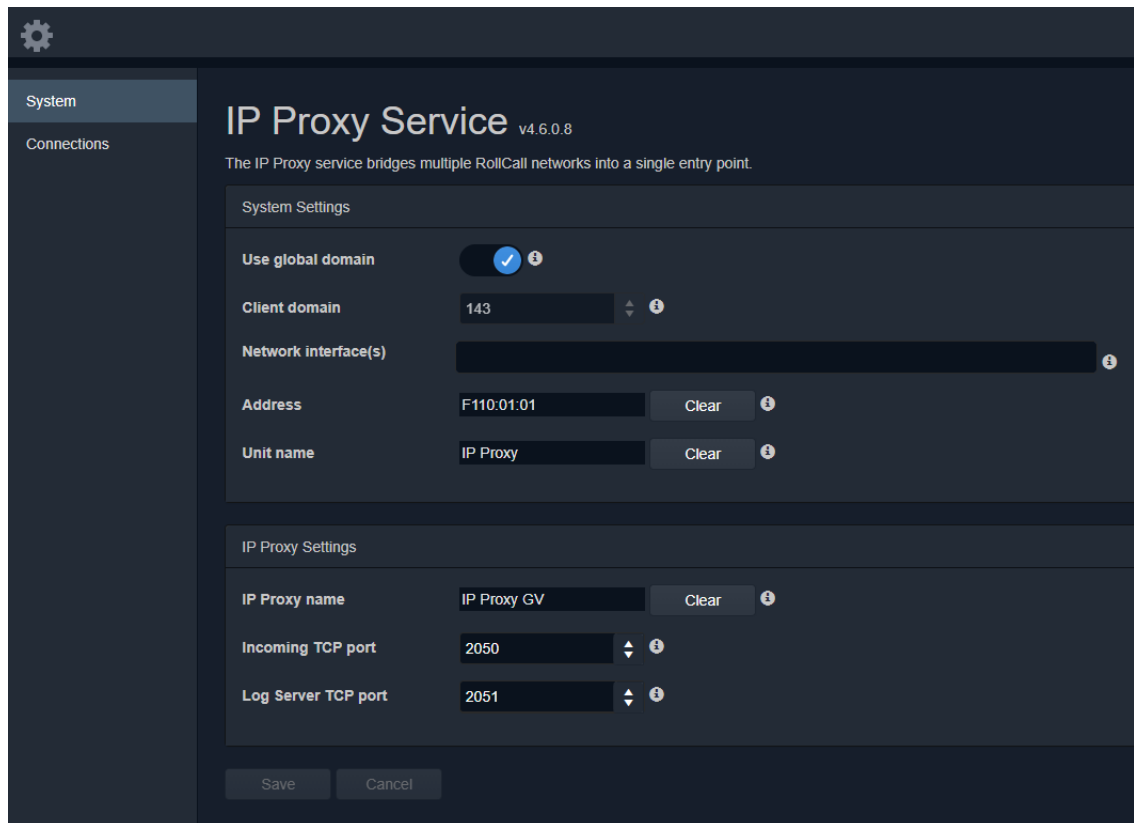 System
Connections
IP Proxy Service v4.6.0.8
The IP Proxy service bridges multiple RollCall networks into a single entry point.
System Settings
Use global domain
Client domain 143
Network interface(s)
Address F110:01:01 Clear
Unit name IP Proxy Clear
IP Proxy Settings
IP Proxy name IP Proxy GV Clear
Incoming TCP port 2050
Log Server TCP port 2051
Save Cancel